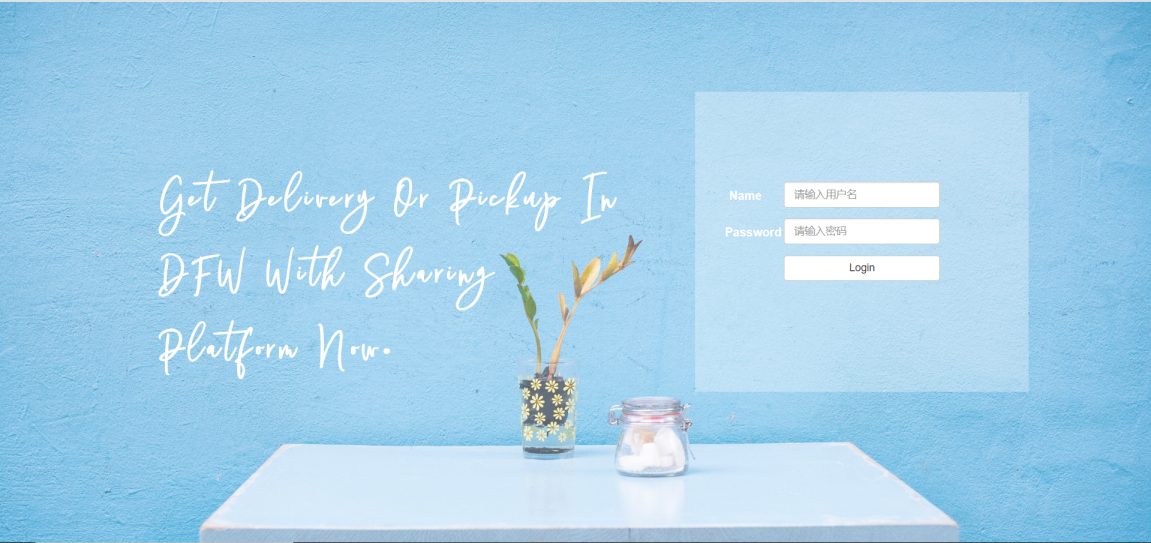 Get Delivery Or Pickup In
DFW With Sharing
Platform Now.
Name 请输入用户名
Password 请输入密码
Login